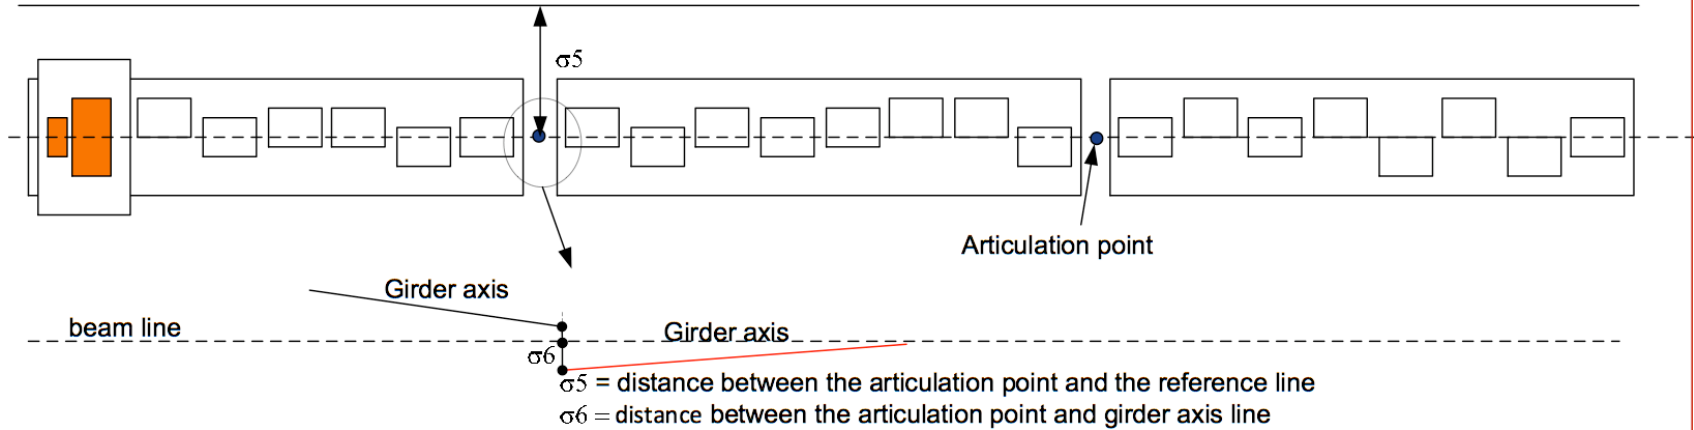 σ5
Articulation point
Girder axis
beam line
Girder axis
σ6
σ5 = distance between the articulation point and the reference line
σ6 = distance between the articulation point and girder axis line